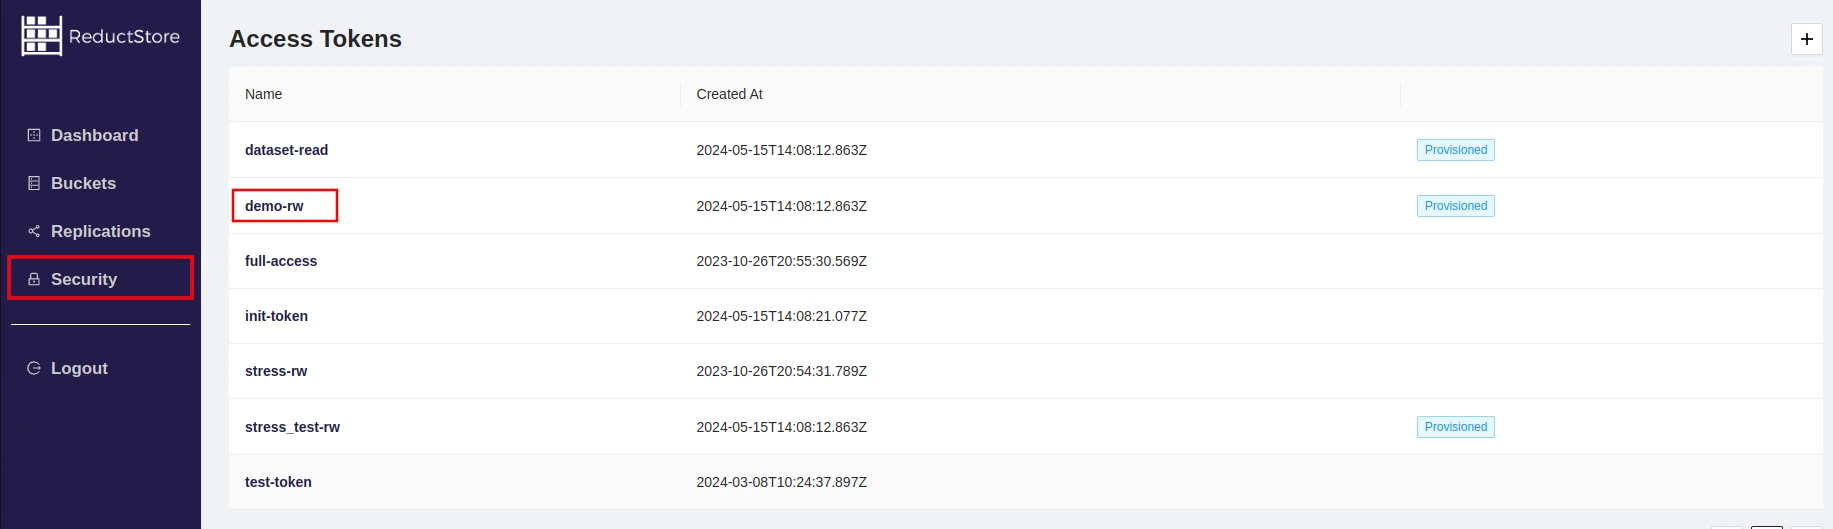 ReductStore
Dashboard
Buckets
Replications
Security
Logout
Access Tokens
+
Name Created At
dataset-read 2024-05-15T14:08:12.863Z Provisioned
demo-rw 2024-05-15T14:08:12.863Z Provisioned
full-access 2023-10-26T20:55:30.569Z
init-token 2024-05-15T14:08:21.077Z
stress-rw 2023-10-26T20:54:31.789Z
stress_test-rw 2024-05-15T14:08:12.863Z Provisioned
test-token 2024-03-08T10:24:37.897Z